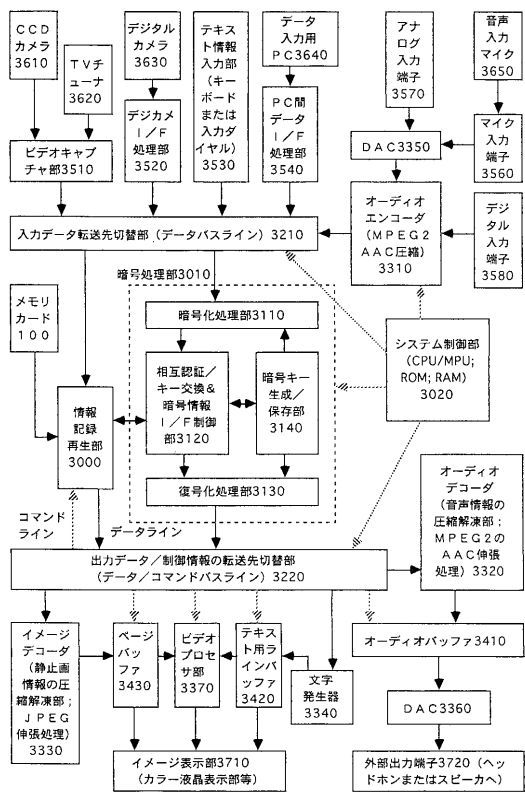 ＣＣＤ
カメラ
3610
ＴＶチ
ューナ
3620
デジタル
カメラ
3630
テキス
ト情報
入力部
（キー
ボード
または
入力ダ
イヤル）
3530
データ
入力用
ＰＣ3640
アナ
ログ
入力
端子
3570
音声
入力
マイク
3650
ビデオキャプ
チャ部3510
デジカメ
Ｉ／Ｆ
処理部
3520
ＰＣ間
データ
Ｉ／Ｆ
処理部
3540
ＤＡＣ3350
マイク
入力
端子
3560
オーディオ
エンコーダ
（ＭＰＥＧ２
ＡＡＣ圧縮）
3310
デジ
タル
入力
端子
3580
入力データ転送先切替部（データバスライン）3210
暗号処理部3010
メモリ
カード
１００
暗号化処理部3110
相互認証／
キー交換＆
暗号情報
Ｉ／Ｆ制御
部3120
暗号キー
生成／
保存部
3140
システム制御部
（CPU/MPU;
ROM; RAM）
3020
情報
記録
再生部
3000
復号化処理部3130
コマンド
ライン
データライン
オーディオ
デコーダ
（音声情報の
圧縮解凍部；
ＭＰＥＧ２の
ＡＡＣ伸張
処理）3320
出力データ／制御情報の転送先切替部
（データ／コマンドバスライン）3220
イメージ
デコーダ
（静止画
情報の圧
縮解凍部；
ＪＰＥＧ
伸張処理）
3330
ページ
バッ
ファ
3430
ビデオ
プロセ
サ部
3370
テキスト
用ライ
ンバッ
ファ
3420
文字
発生器
3340
オーディオバッファ3410
ＤＡＣ3360
イメージ表示部3710
（カラー液晶表示部等）
外部出力端子3720（ヘッ
ドホンまたはスピーカへ）